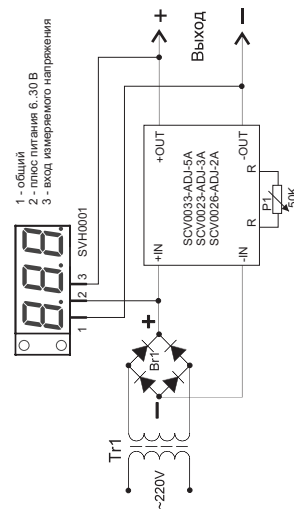 1 - общий
2 - плюс питания 6..30 В
3 - вход измеряемого напряжения
SVH0001
1 2 3
+
Выход
−
+OUT
-OUT
SCV0033-ADJ-5A
SCV0023-ADJ-3A
SCV0026-ADJ-2A
+IN
-IN
R
R
P1
50K
+
Br1
−
Tr1
~220V